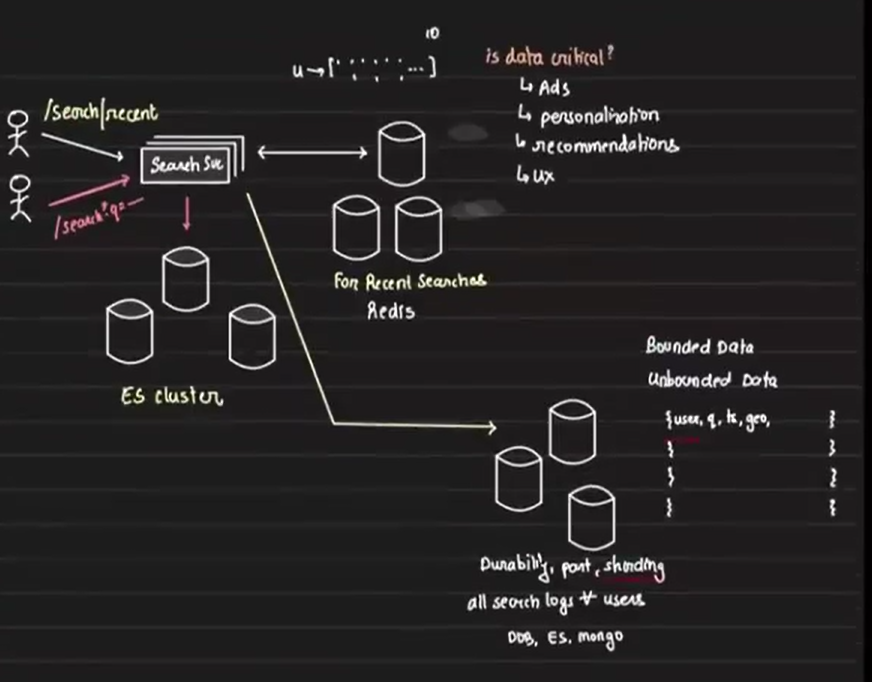 10
u → [ ... ]
is data critical?
↳ Ads
↳ personalization
↳ recommendations
↳ UX
/search/recent
Search Svc
/search?q=—
For Recent Searches
Redis
ES cluster
Bounded Data
Unbounded Data
{user, q, ts, geo, }
{ }
{ }
{ }
Durability, part, sharding
all search logs ∀ users
DDB, ES, mongo